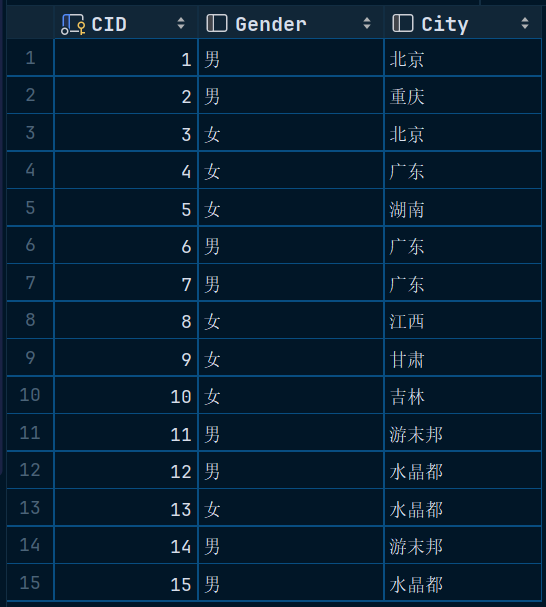 CID Gender City
1 1 男 北京
2 2 男 重庆
3 3 女 北京
4 4 女 广东
5 5 女 湖南
6 6 男 广东
7 7 男 广东
8 8 女 江西
9 9 女 甘肃
10 10 女 吉林
11 11 男 游末邦
12 12 男 水晶都
13 13 女 水晶都
14 14 男 游末邦
15 15 男 水晶都